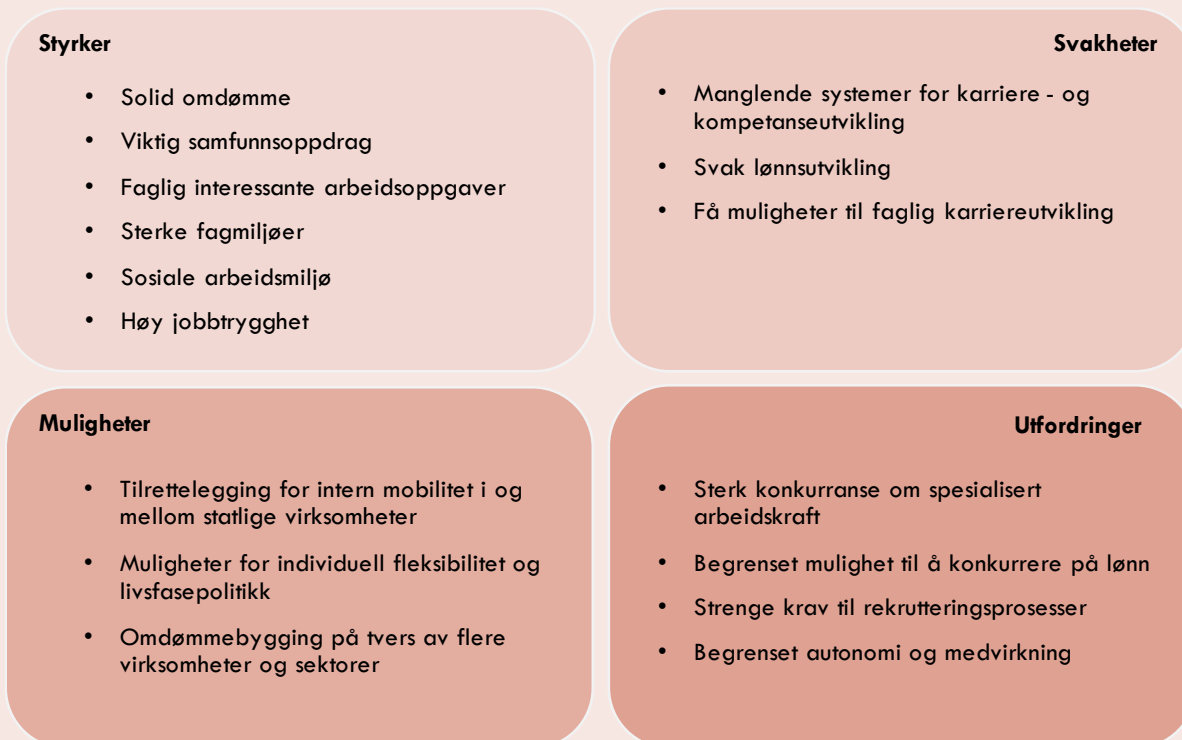 Styrker
• Solid omdømme
• Viktig samfunnsoppdrag
• Faglig interessante arbeidsoppgaver
• Sterke fagmiljøer
• Sosiale arbeidsmiljø
• Høy jobbtrygghet
Svakheter
• Manglende systemer for karriere - og
kompetanseutvikling
• Svak lønnsutvikling
• Få muligheter til faglig karriereutvikling
Muligheter
• Tilrettelegging for intern mobilitet i og
mellom statlige virksomheter
• Muligheter for individuell fleksibilitet og
livsfasepolitikk
• Omdømmebygging på tvers av flere
virksomheter og sektorer
Utfordringer
• Sterk konkurranse om spesialisert
arbeidskraft
• Begrenset mulighet til å konkurrere på lønn
• Strenge krav til rekrutteringsprosesser
• Begrenset autonomi og medvirkning